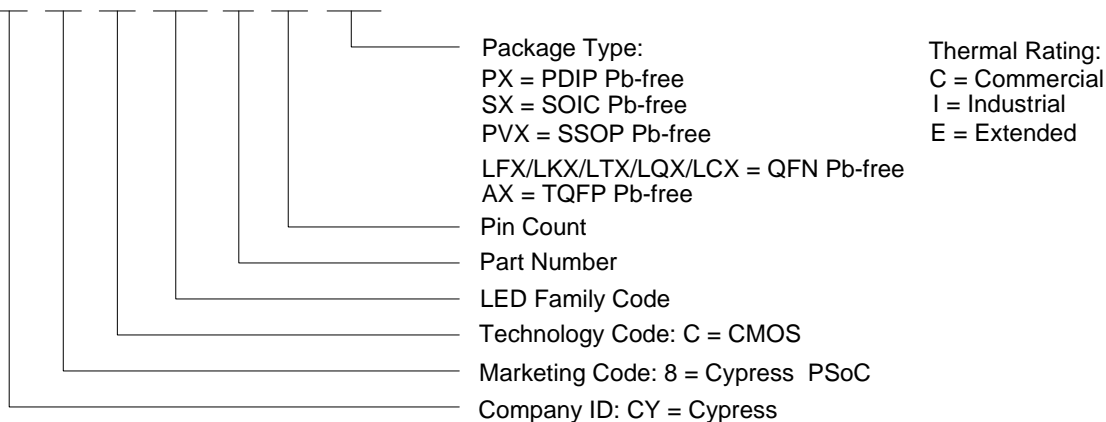 Package Type:
PX = PDIP Pb-free
SX = SOIC Pb-free
PVX = SSOP Pb-free
LFX/LKX/LTX/LQX/LCX = QFN Pb-free
AX = TQFP Pb-free
Thermal Rating:
C = Commercial
I = Industrial
E = Extended
Pin Count
Part Number
LED Family Code
Technology Code: C = CMOS
Marketing Code: 8 = Cypress PSoC
Company ID: CY = Cypress